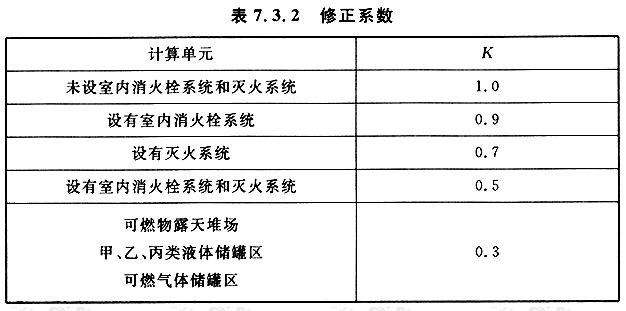 表 7.3.2 修正系数
计算单元 K
未设室内消火栓系统和灭火系统 1.0
设有室内消火栓系统 0.9
设有灭火系统 0.7
设有室内消火栓系统和灭火系统 0.5
可燃物露天堆场
甲、乙、丙类液体储罐区 0.3
可燃气体储罐区